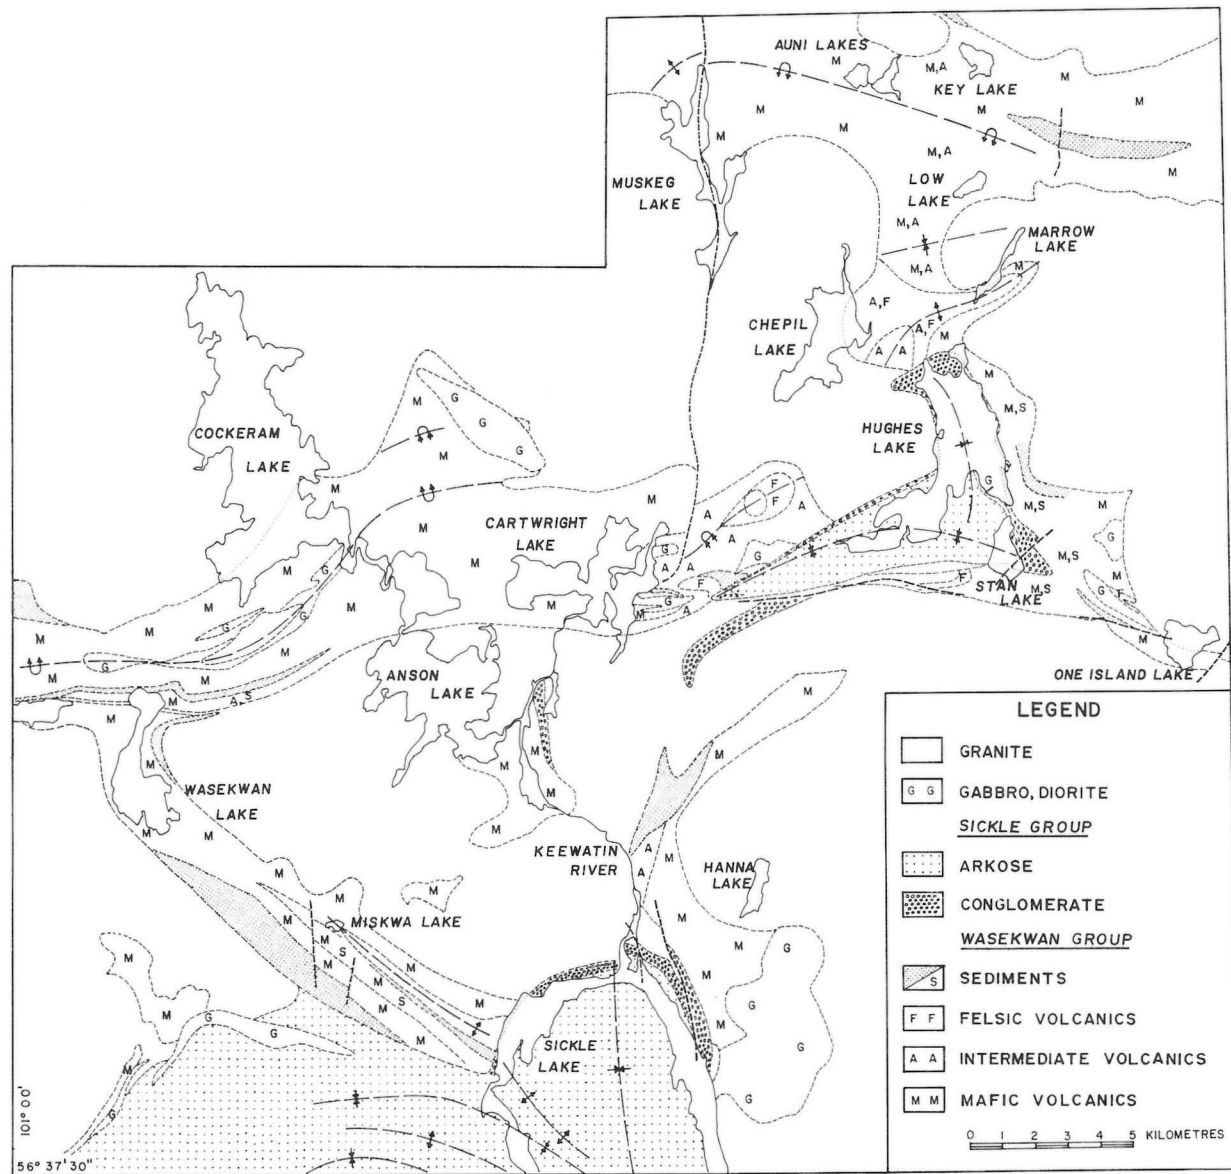 AUNI LAKES
M
M,A
KEY LAKE
M
M
M
M
M
M
M
M,A
M
MUSKEG
LAKE
LOW
LAKE
M,A
MARROW
LAKE
M,A
M
A,F
A,F
M
CHEPIL
LAKE
A
A
M
M,S
COCKERAM
LAKE
M
G
G
G
M
HUGHES
LAKE
M
M
G
M,S
M
M
A
F
F
A
CARTWRIGHT
LAKE
M
G
A
G
M,S
G
M
G
M
A
A
F
F
STAN
LAKE
M,S
M
G
F
M
M
G
M
G
M
M
G
A
M
M
M
G
M
M
M
A,S
ANSON
LAKE
ONE ISLAND LAKE
M
M
M
M
M
M
M
M
WASEKWAN
LAKE
M
M
M
KEEWATIN
RIVER
A
M
A
HANNA
LAKE
M
M
M
M
M
MISKWA LAKE
M
S
M
M
M
S
M
M
M
M
M
G
G
M
M
G
G
M
G
G
M
G
SICKLE
LAKE
G
G
LEGEND
GRANITE
G G GABBRO, DIORITE
SICKLE GROUP
ARKOSE
CONGLOMERATE
WASEKWAN GROUP
S SEDIMENTS
F F FELSIC VOLCANICS
A A INTERMEDIATE VOLCANICS
M M MAFIC VOLCANICS
0 1 2 3 4 5 KILOMETRES
101° 00'
56° 37' 30"